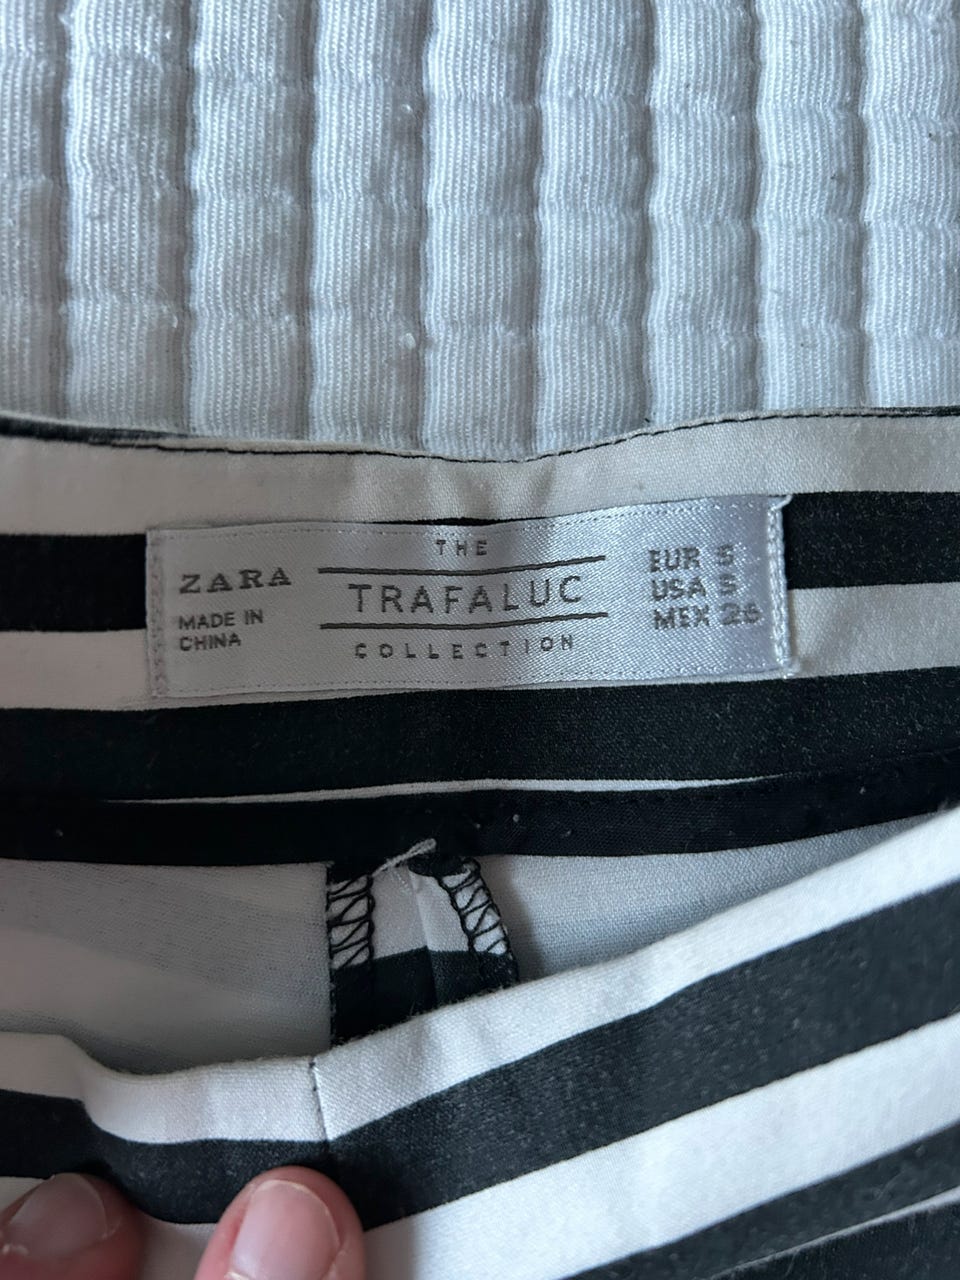 ZARA
MADE IN
CHINA
THE
TRAFALUC
COLLECTION
EUR S
USA S
MEX 26